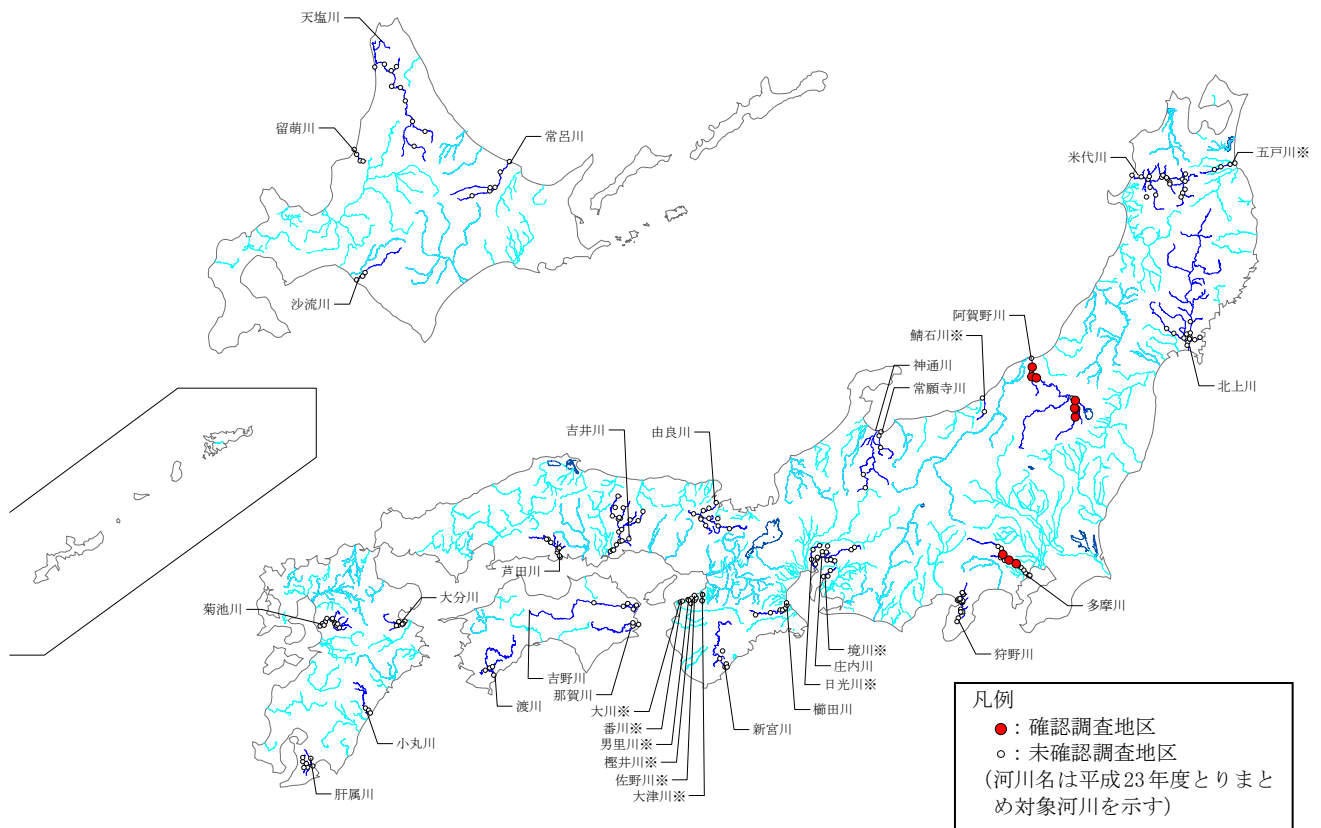 天塩川
留萌川
常呂川
沙流川
米代川
五戸川※
阿賀野川
鯖石川※
神通川
常願寺川
北上川
吉井川
由良川
芦田川
大分川
菊池川
多摩川
狩野川
境川※
庄内川
日光川※
櫛田川
新宮川
吉野川
那賀川
大川※
番川※
男里川※
樫井川※
佐野川※
大津川※
渡川
小丸川
肝属川
凡例
：確認調査地区
：未確認調査地区
(河川名は平成23年度とりまと
め対象河川を示す)